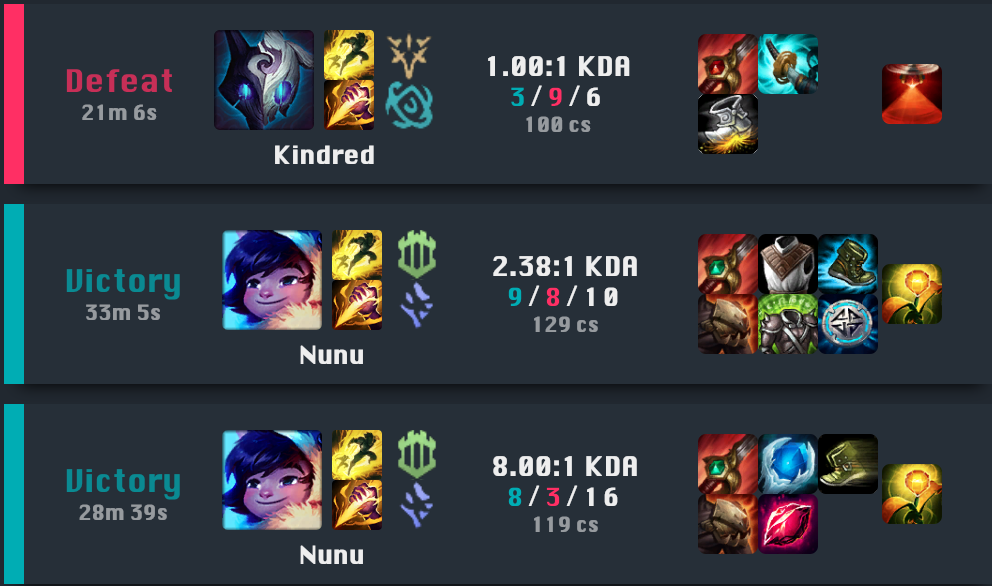 Defeat
21m 6s
Kindred
1.00:1 KDA
3/9/6
100 cs
Victory
33m 5s
Nunu
2.38:1 KDA
9/8/10
129 cs
Victory
28m 39s
Nunu
8.00:1 KDA
8/3/16
119 cs